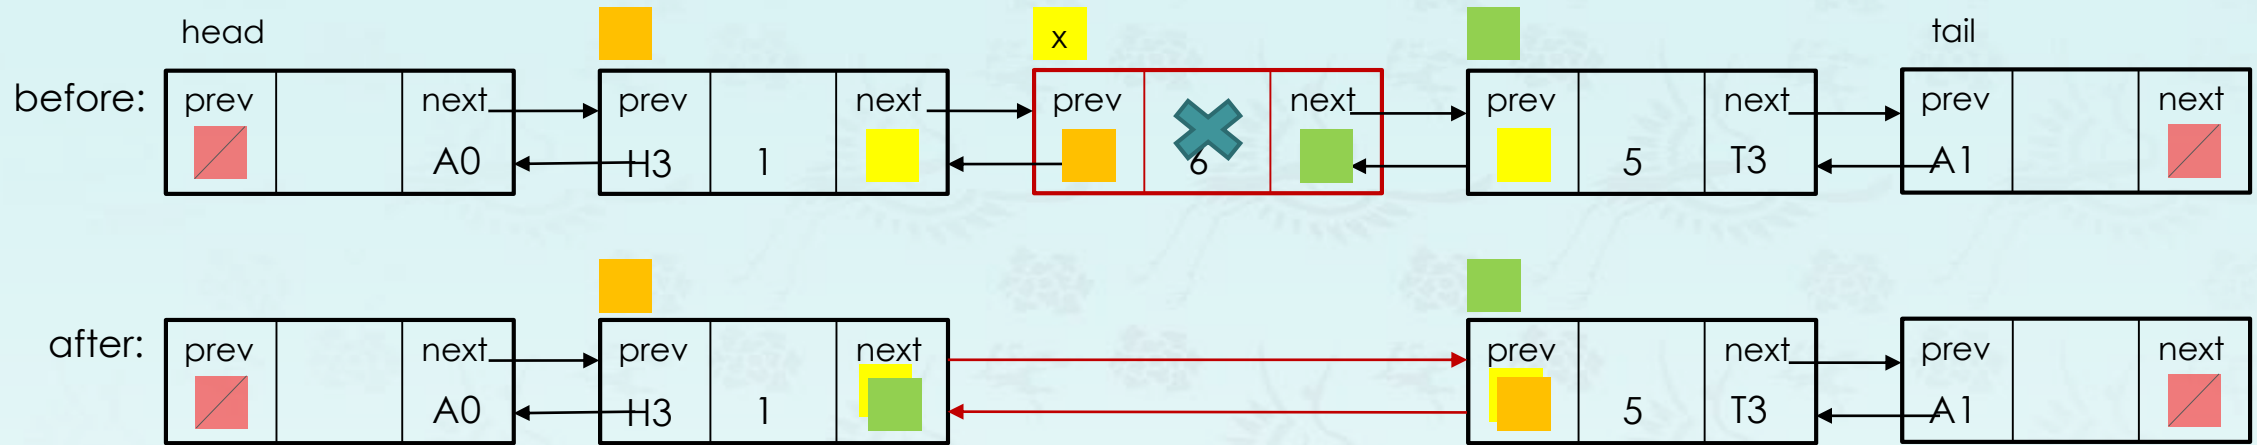 head x tail
before: prev next prev next prev next prev next prev next
A0 H3 1 6 5 T3 A1
after: prev next prev next prev next prev next
A0 H3 1 5 T3 A1